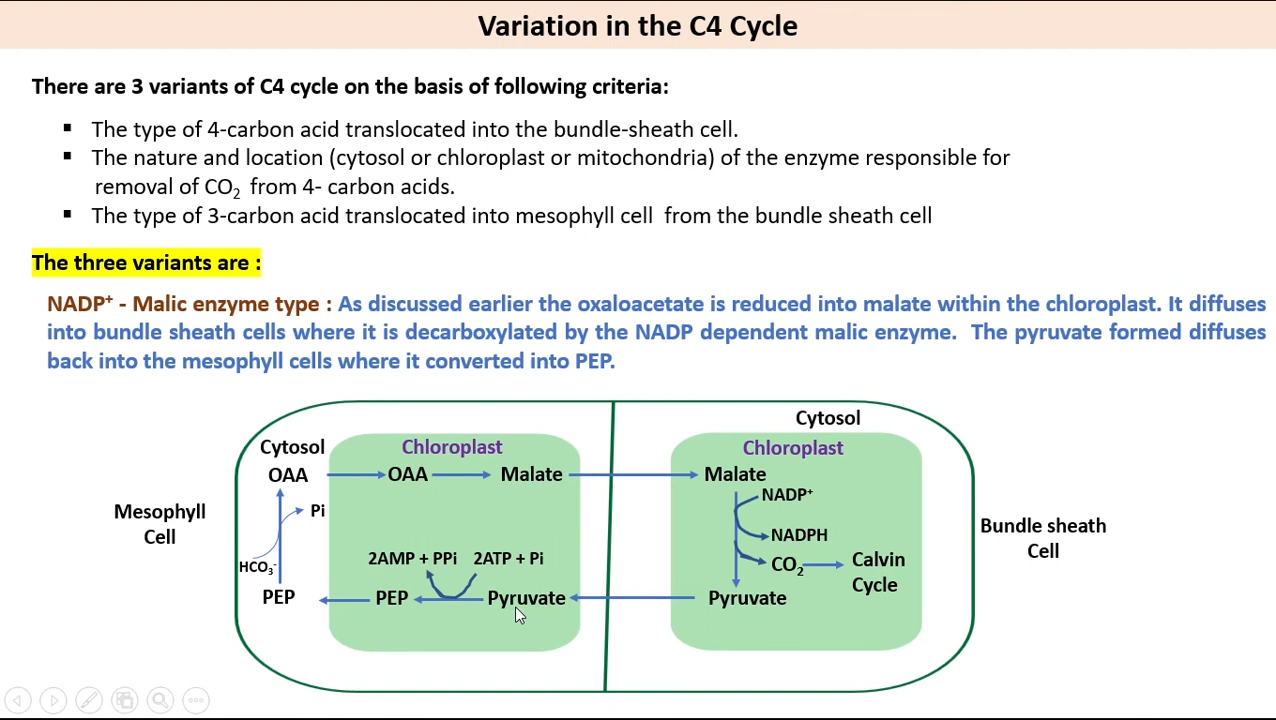 Variation in the C4 Cycle
There are 3 variants of C4 cycle on the basis of following criteria:
▪ The type of 4-carbon acid translocated into the bundle-sheath cell.
▪ The nature and location (cytosol or chloroplast or mitochondria) of the enzyme responsible for
removal of CO₂ from 4- carbon acids.
▪ The type of 3-carbon acid translocated into mesophyll cell from the bundle sheath cell
The three variants are :
NADP⁺ - Malic enzyme type : As discussed earlier the oxaloacetate is reduced into malate within the chloroplast. It diffuses
into bundle sheath cells where it is decarboxylated by the NADP dependent malic enzyme. The pyruvate formed diffuses
back into the mesophyll cells where it converted into PEP.
Cytosol
Cytosol
Chloroplast
Chloroplast
OAA
OAA
Malate
Malate
NADP⁺
Mesophyll
Cell
Pi
Bundle sheath
Cell
NADPH
HCO₃⁻
2AMP + PPi
2ATP + Pi
CO₂
Calvin
Cycle
PEP
PEP
Pyruvate
Pyruvate